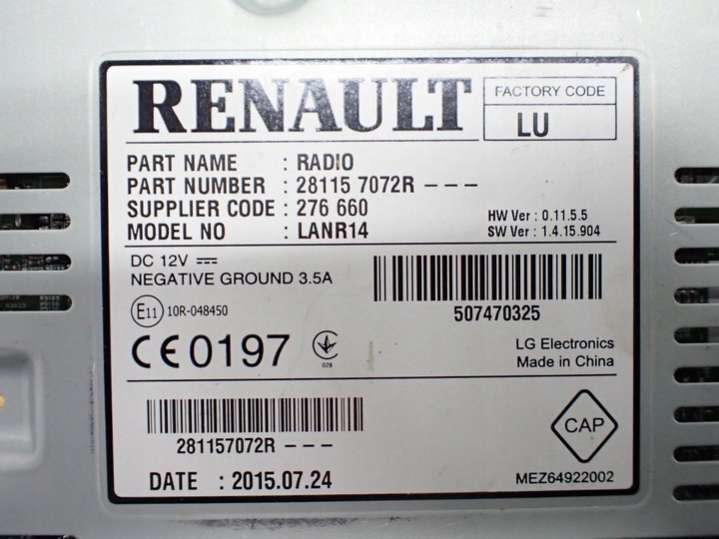 RENAULT
FACTORY CODE
LU
PART NAME : RADIO
PART NUMBER : 28115 7072R - - -
SUPPLIER CODE : 276 660
MODEL NO : LANR14
HW Ver : 0.11.5.5
SW Ver : 1.4.15.904
DC 12V
NEGATIVE GROUND 3.5A
E11 10R-048450
507470325
CE0197
028
LG Electronics
Made in China
281157072R - - -
CAP
DATE : 2015.07.24
MEZ64922002